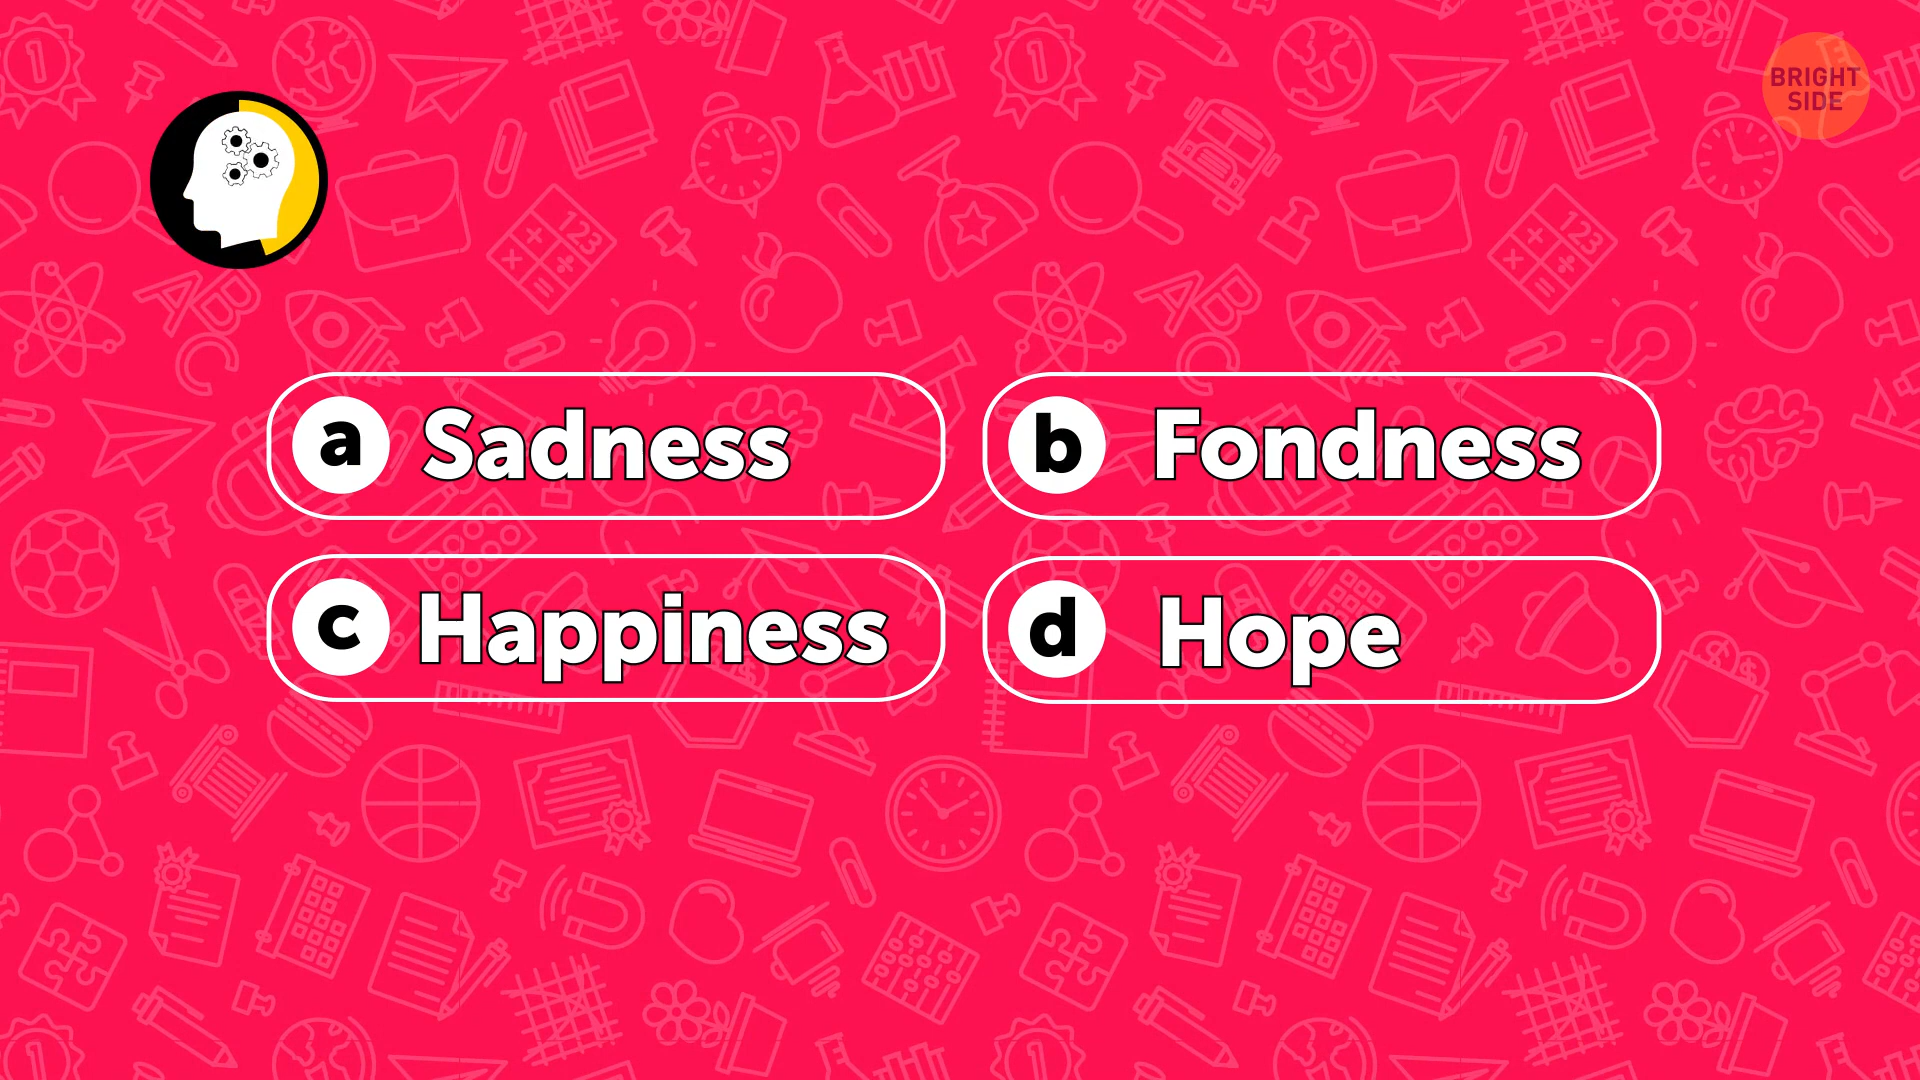 BRIGHT
SIDE
a Sadness
b Fondness
c Happiness
d Hope